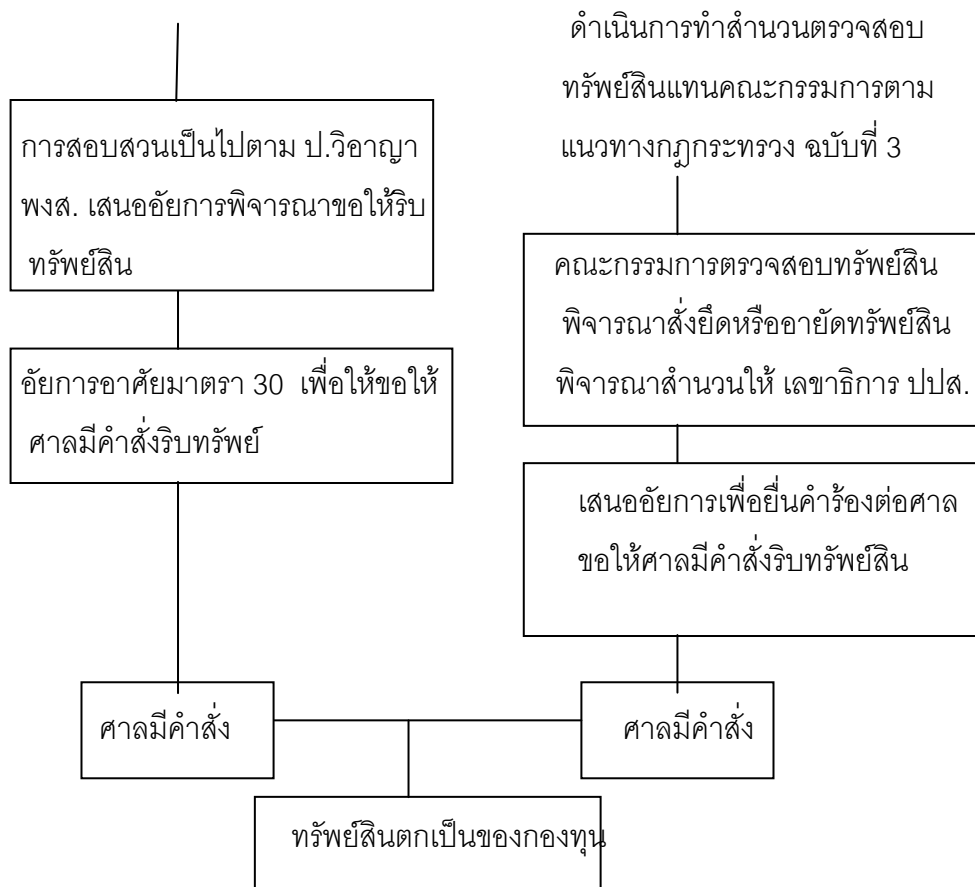 การสอบสวนเป็นไปตาม ป.วิอาญา
พงส. เสนออัยการพิจารณาขอให้ริบ
ทรัพย์สิน
อัยการอาศัยมาตรา 30 เพื่อให้ขอให้
ศาลมีคำสั่งริบทรัพย์
ศาลมีคำสั่ง
ดำเนินการทำสำนวนตรวจสอบ
ทรัพย์สินแทนคณะกรรมการตาม
แนวทางกฎกระทรวง ฉบับที่ 3
คณะกรรมการตรวจสอบทรัพย์สิน
พิจารณาสั่งยึดหรืออายัดทรัพย์สิน
พิจารณาสำนวนให้ เลขาธิการ ปปส.
เสนออัยการเพื่อยื่นคำร้องต่อศาล
ขอให้ศาลมีคำสั่งริบทรัพย์สิน
ศาลมีคำสั่ง
ทรัพย์สินตกเป็นของกองทุน